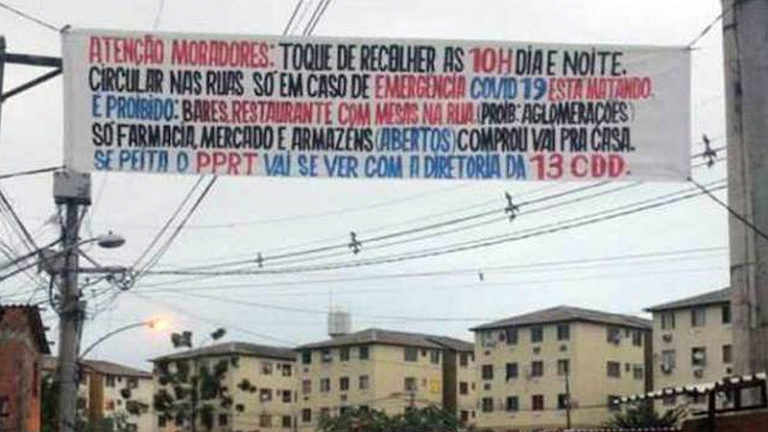 ATENÇÃO MORADORES: TOQUE DE RECOLHER AS 10H DIA E NOITE.
CIRCULAR NAS RUAS SÓ EM CASO DE EMERGENCIA COVID 19 ESTA MATANDO.
E PROIBIDO: BARES, RESTAURANTE COM MESAS NA RUA (PROIB: AGLOMERAÇÕES)
SÓ FARMACIA, MERCADO E ARMAZENS (ABERTOS) COMPROU VAI PRA CASA.
SE PEITA O PPRT VAI SE VER COM A DIRETORIA DA 13 CDD.